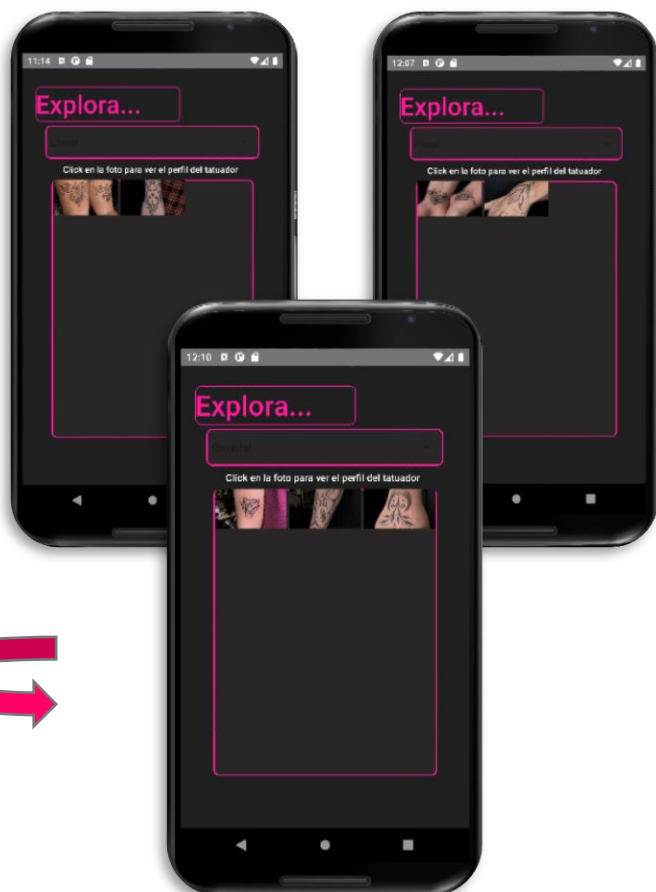 11:14
Explora...
Click en la foto para ver el perfil del tatuador
12:07
Explora...
Click en la foto para ver el perfil del tatuador
12:10
Explora...
Click en la foto para ver el perfil del tatuador